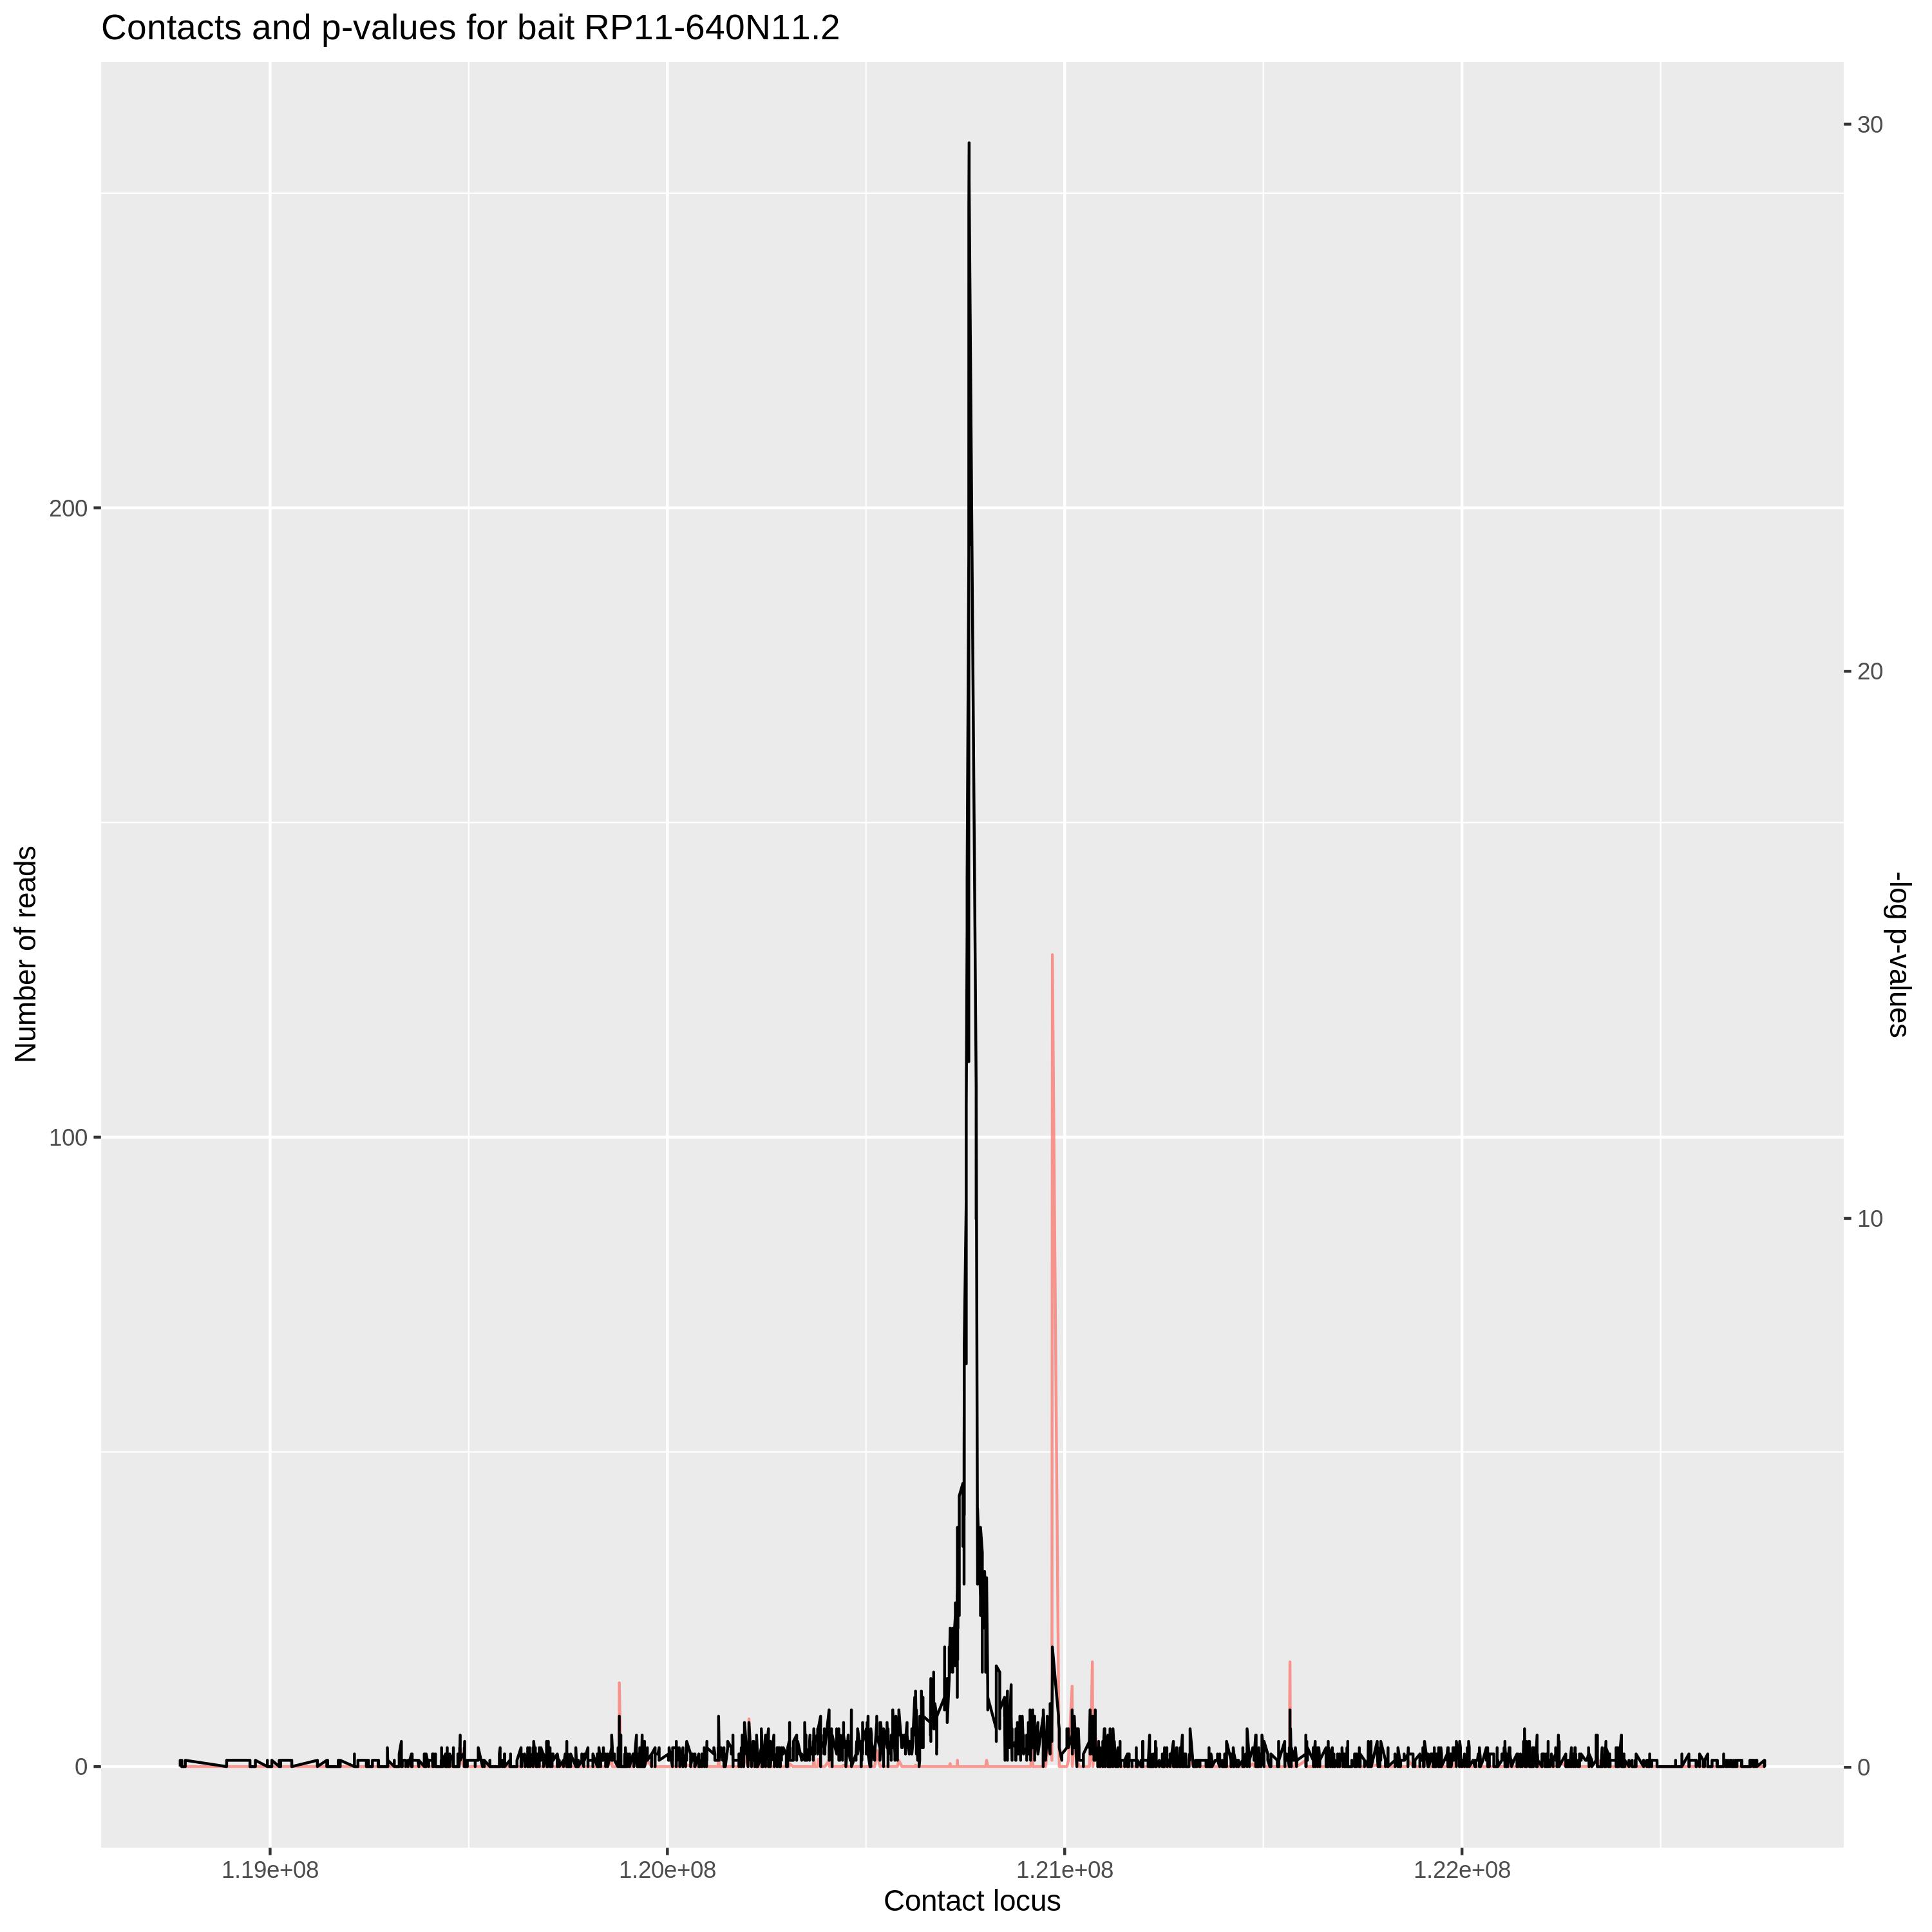 Contacts and p-values for bait RP11-640N11.2
30
200
20
Number of reads
-log p-values
100
10
0
0
1.19e+08
1.20e+08
1.21e+08
1.22e+08
Contact locus